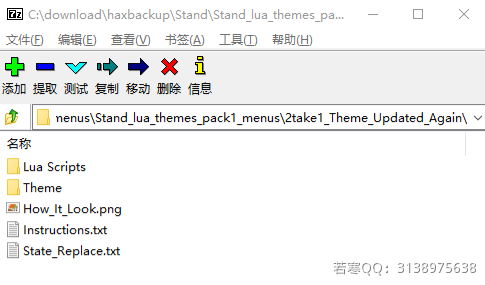 7z C:\download\haxbackup\Stand\Stand_lua_themes_pa...
文件(F) 编辑(E) 查看(V) 书签(A) 工具(T) 帮助(H)
添加 提取 测试 复制 移动 删除 信息
menus\Stand_lua_themes_pack1_menus\2take1_Theme_Updated_Again\
名称
Lua Scripts
Theme
How_It_Look.png
Instructions.txt
State_Replace.txt
若寒QQ：3138975638